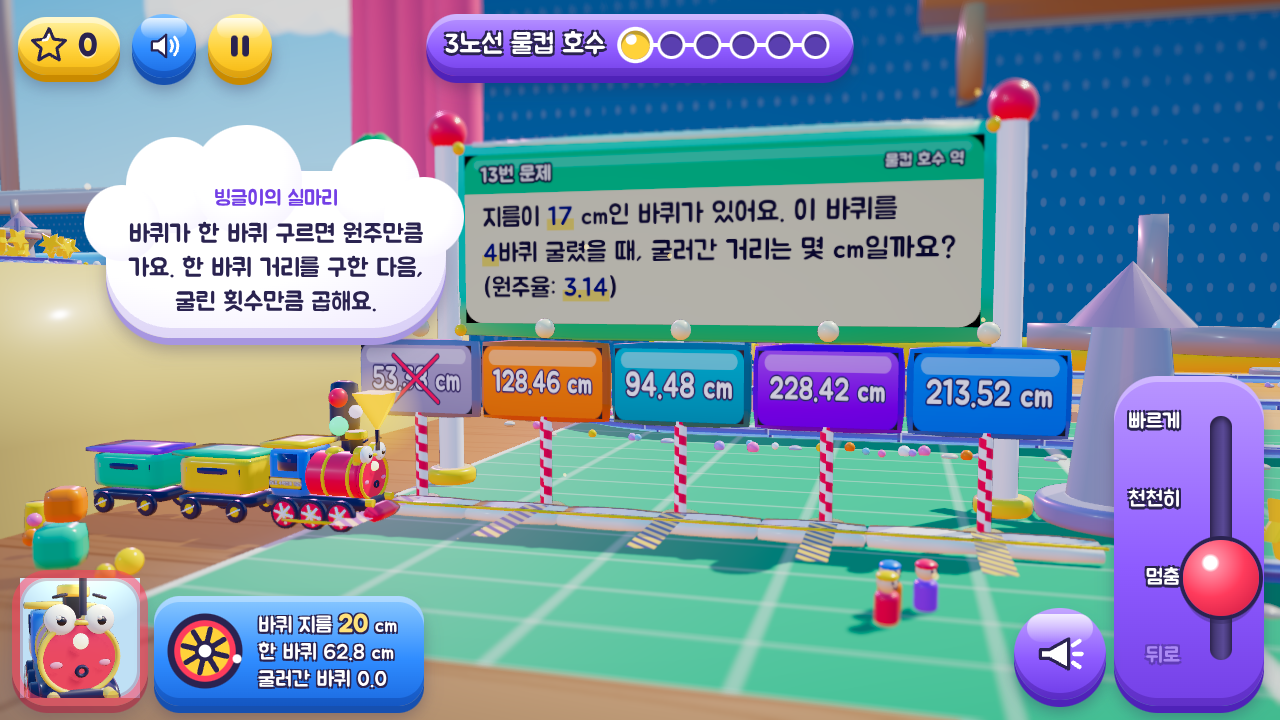 0
3노선 물컵 호수
빙글이의 실마리
바퀴가 한 바퀴 구르면 원주만큼
가요. 한 바퀴 거리를 구한 다음,
굴린 횟수만큼 곱해요.
13번 문제
물컵 호수 역
지름이 17 cm인 바퀴가 있어요. 이 바퀴를
4바퀴 굴렸을 때, 굴러간 거리는 몇 cm일까요?
(원주율: 3.14)
cm
128.46 cm
94.48 cm
228.42 cm
213.52 cm
빠르게
천천히
멈춤
뒤로
바퀴 지름 20 cm
한 바퀴 62.8 cm
굴러간 바퀴 0.0